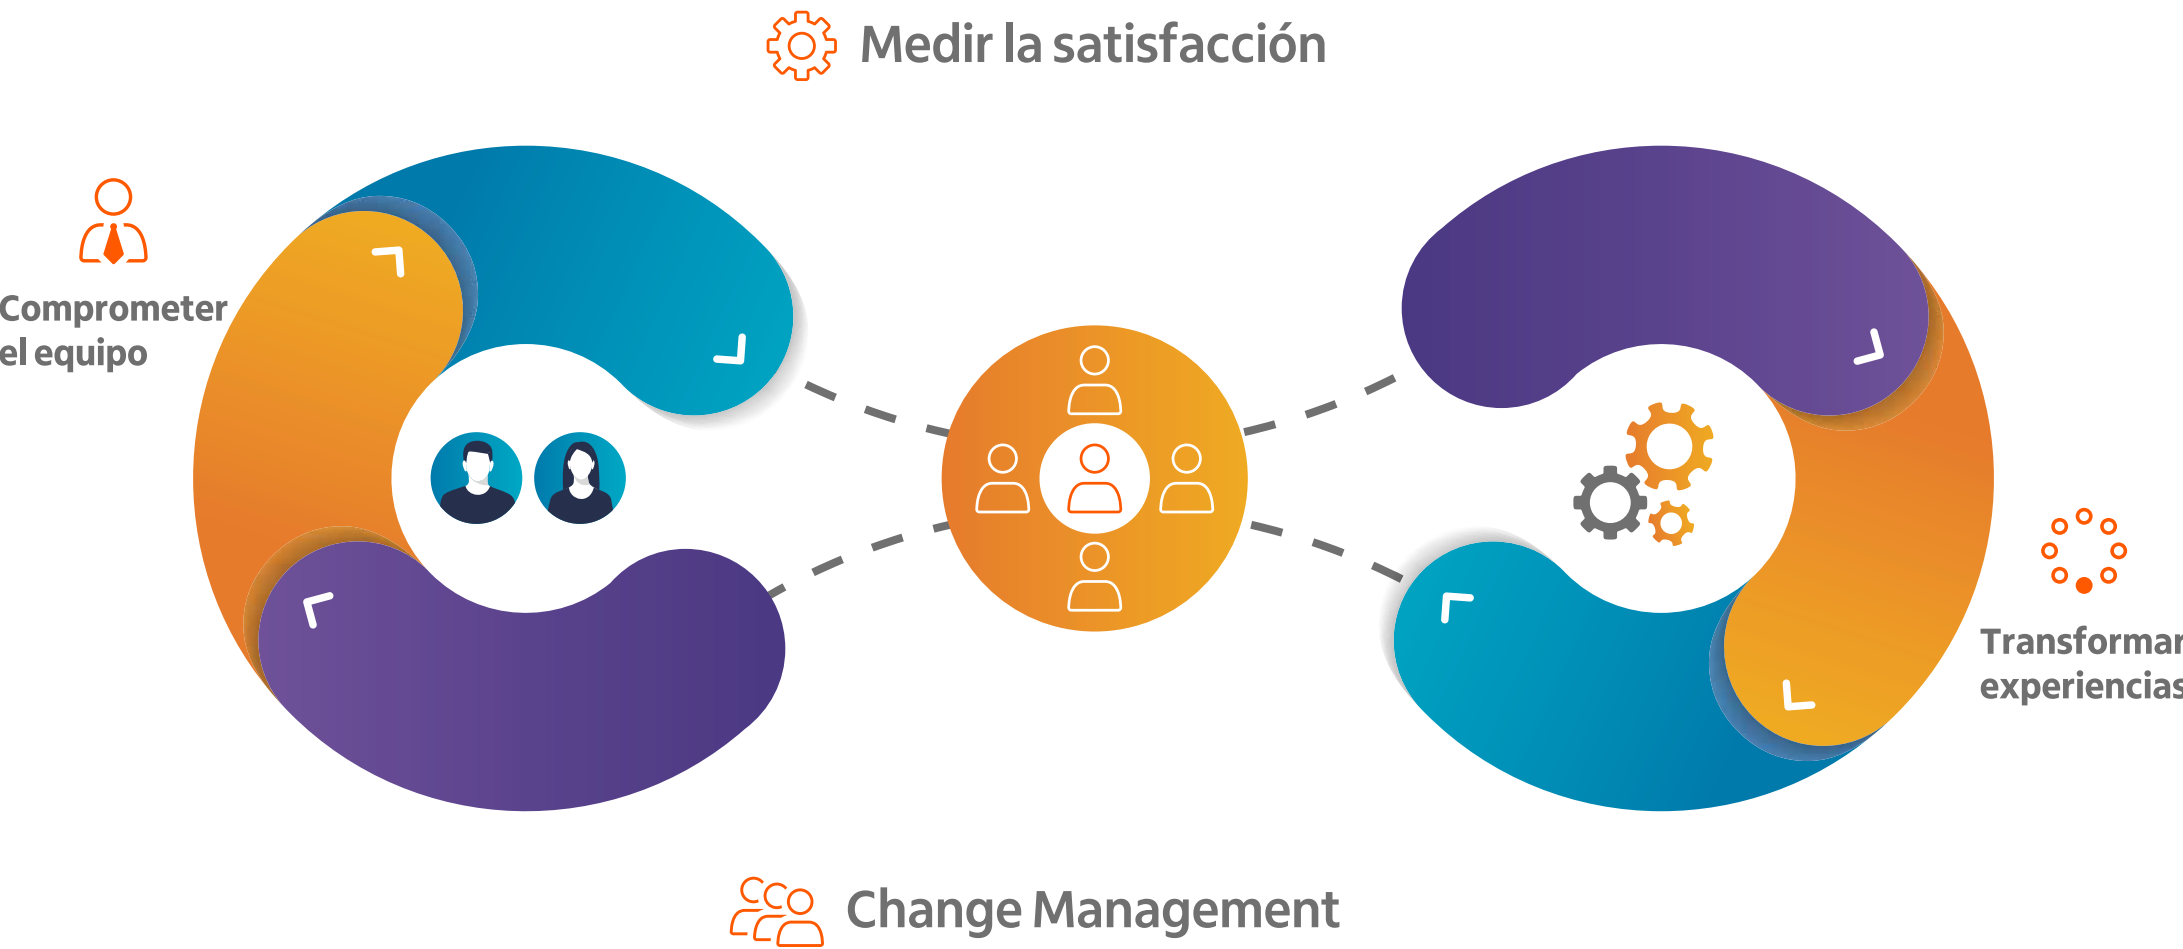 Medir la satisfacción
Comprometer
el equipo
Transformar
experiencias
Change Management